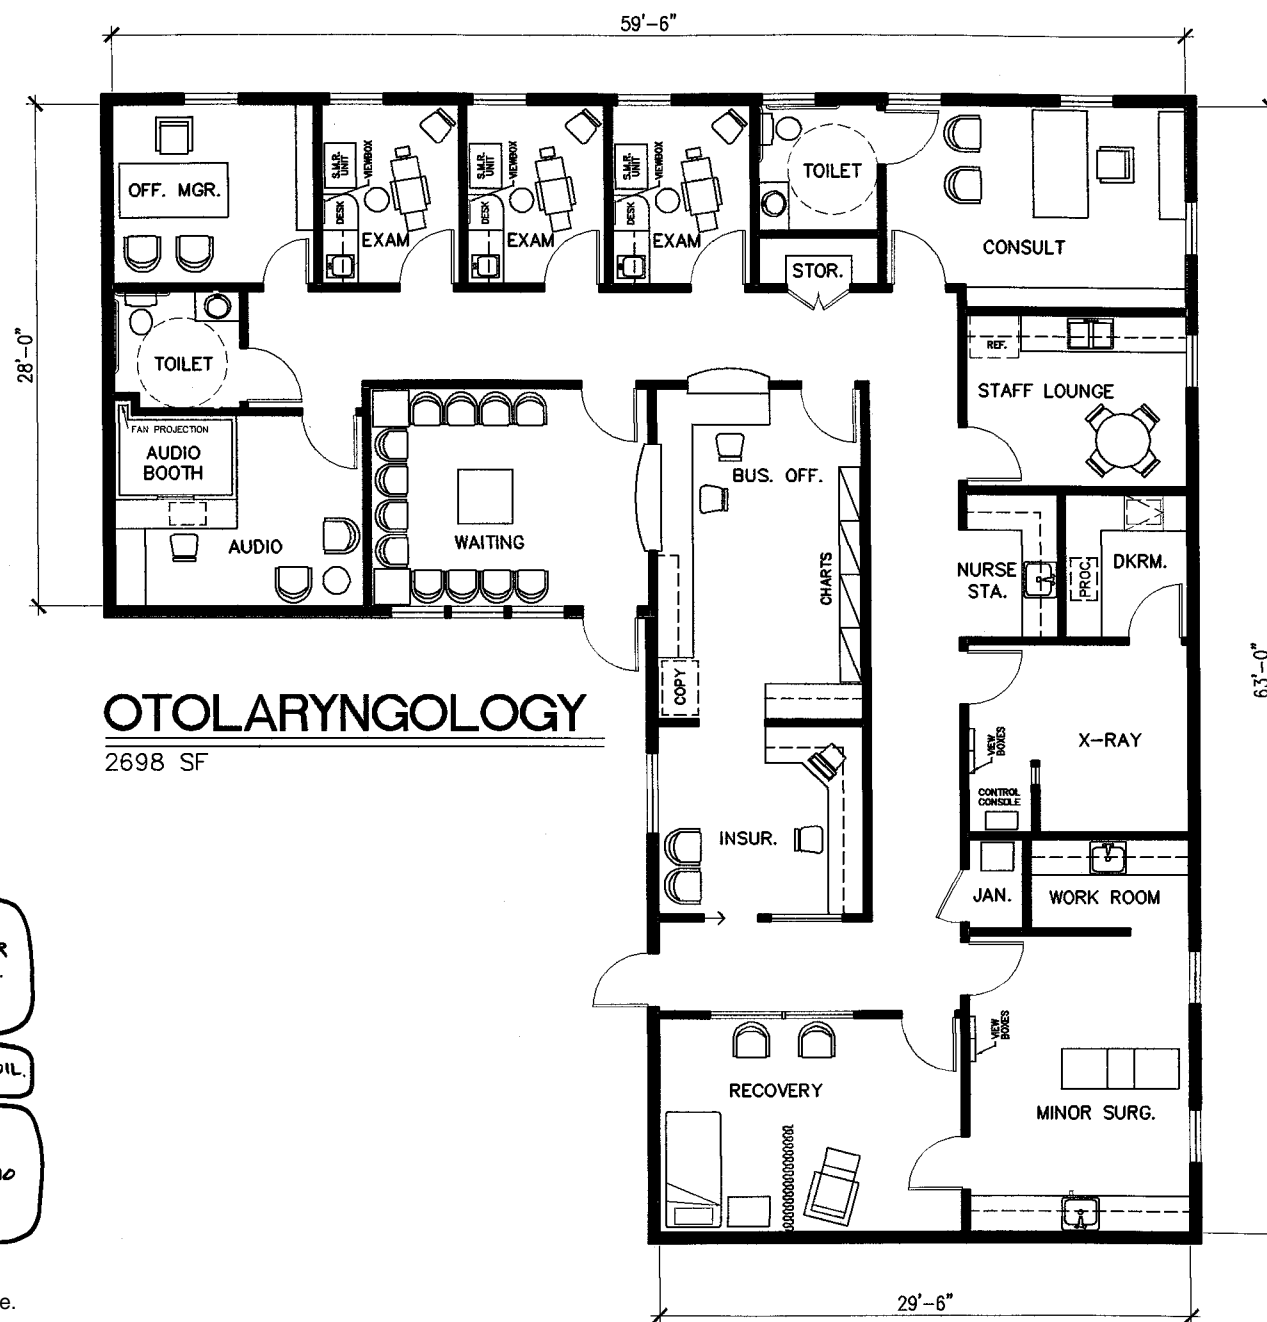 59'-6"
28'-0"
63'-0"
29'-6"
OFF. MGR.
S.M.R.
UNIT
VIEWBOX
DESK
EXAM
S.M.R.
UNIT
VIEWBOX
DESK
EXAM
S.M.R.
UNIT
VIEWBOX
DESK
EXAM
TOILET
STOR.
CONSULT
TOILET
REF.
STAFF LOUNGE
FAN PROJECTION
AUDIO
BOOTH
AUDIO
WAITING
BUS. OFF.
CHARTS
COPY
NURSE
STA.
PROC.
DKRM.
OTOLARYNGOLOGY
2698 SF
X-RAY
VIEW
BOXES
CONTROL
CONSOLE
INSUR.
JAN.
WORK ROOM
VIEW
BOXES
RECOVERY
MINOR SURG.
e.